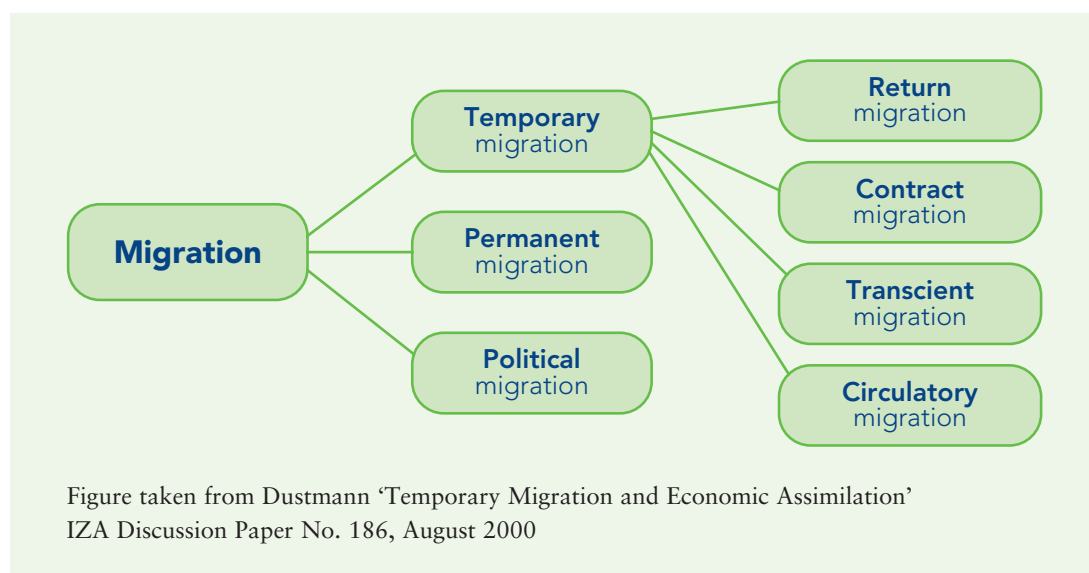 Migration
Temporary
migration
Permanent
migration
Political
migration
Return
migration
Contract
migration
Transcient
migration
Circulatory
migration
Figure taken from Dustmann ‘Temporary Migration and Economic Assimilation’
IZA Discussion Paper No. 186, August 2000